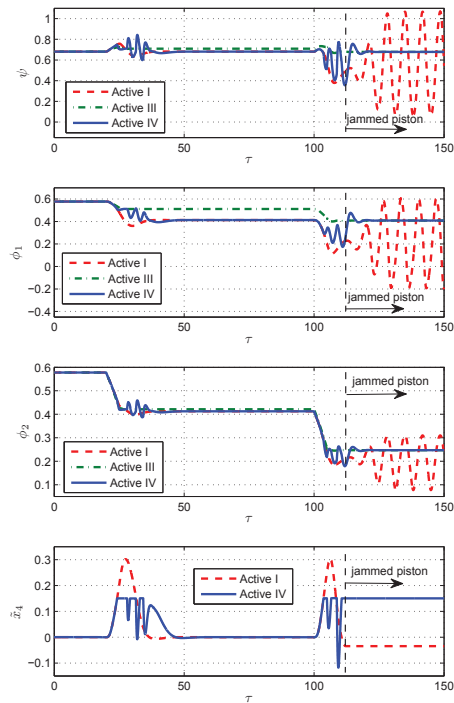 1
0.8
0.6
0.4
0.2
0
ψ
Active I
Active III
Active IV
jammed piston
0 50 100 150
τ
0.6
0.4
0.2
0
−0.2
−0.4
ϕ1
Active I
Active III
Active IV
jammed piston
0 50 100 150
τ
0.6
0.5
0.4
0.3
0.2
0.1
ϕ2
Active I
Active III
Active IV
jammed piston
0 50 100 150
τ
0.3
0.2
0.1
0
−0.1
x̃4
Active I
Active IV
jammed piston
0 50 100 150
τ